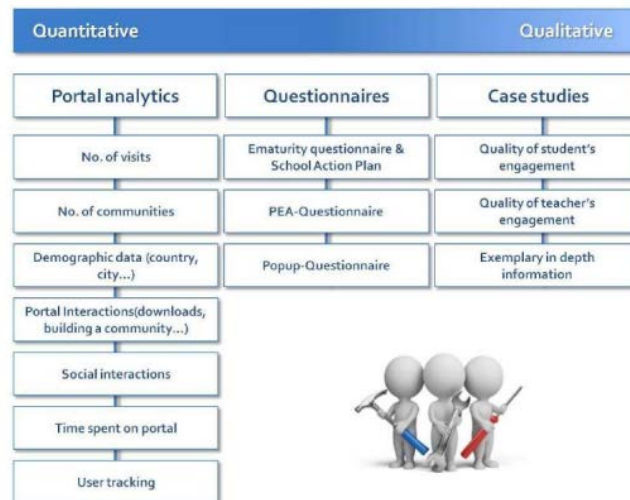 Quantitative
Qualitative
Portal analytics
No. of visits
No. of communities
Demographic data (country,
city...)
Portal Interactions(downloads,
building a community...)
Social interactions
Time spent on portal
User tracking
Questionnaires
Ematurity questionnaire &
School Action Plan
PEA-Questionnaire
Popup-Questionnaire
Case studies
Quality of student's
engagement
Quality of teacher's
engagement
Exemplary in depth
information